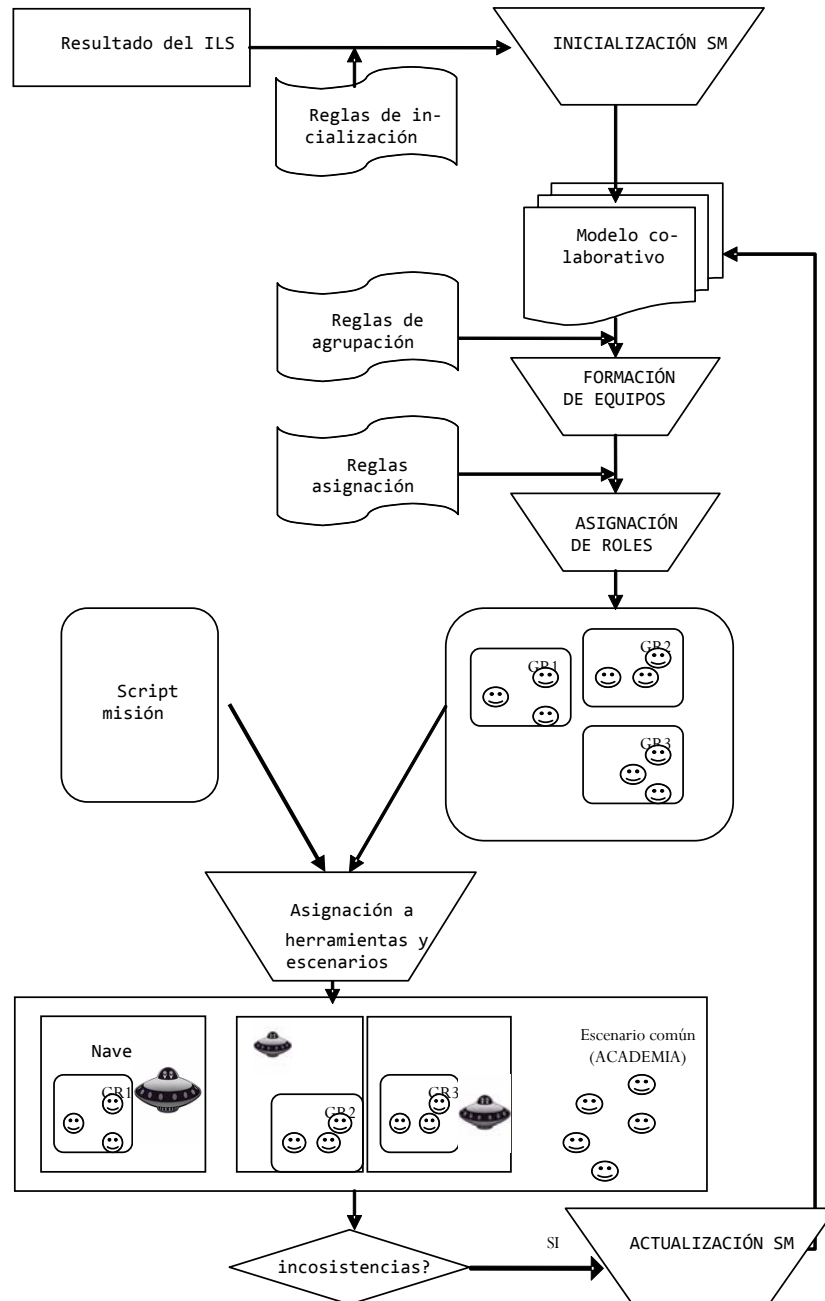 Resultado del ILS
INICIALIZACIÓN SM
Reglas de in-
cialización
Modelo co-
laborativo
Reglas de
agrupación
FORMACIÓN
DE EQUIPOS
Reglas
asignación
ASIGNACIÓN
DE ROLES
GR1
GR2
GR3
Script
misión
Asignación a
herramientas y
escenarios
Nave
GR1
GR2
GR3
Escenario común
(ACADEMIA)
incosistencias?
SI
ACTUALIZACIÓN SM